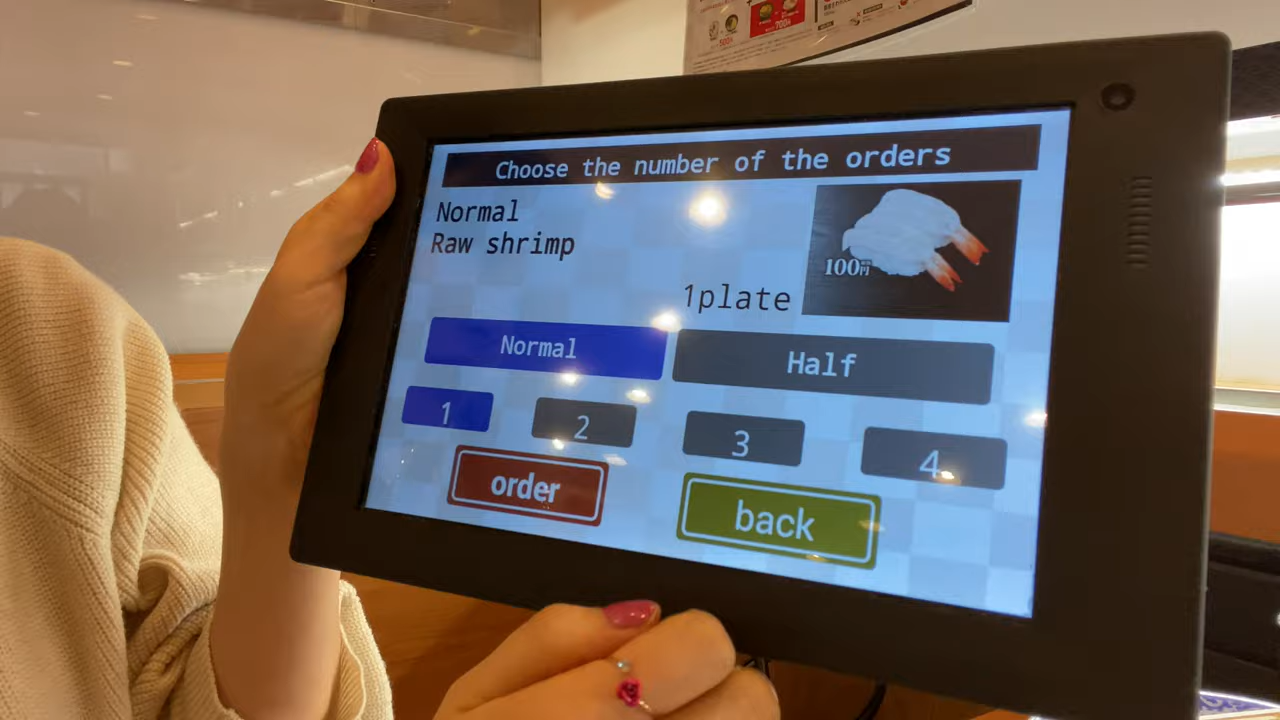 Choose the number of the orders
Normal
Raw shrimp
100円
1plate
Normal
Half
1
2
3
4
order
back